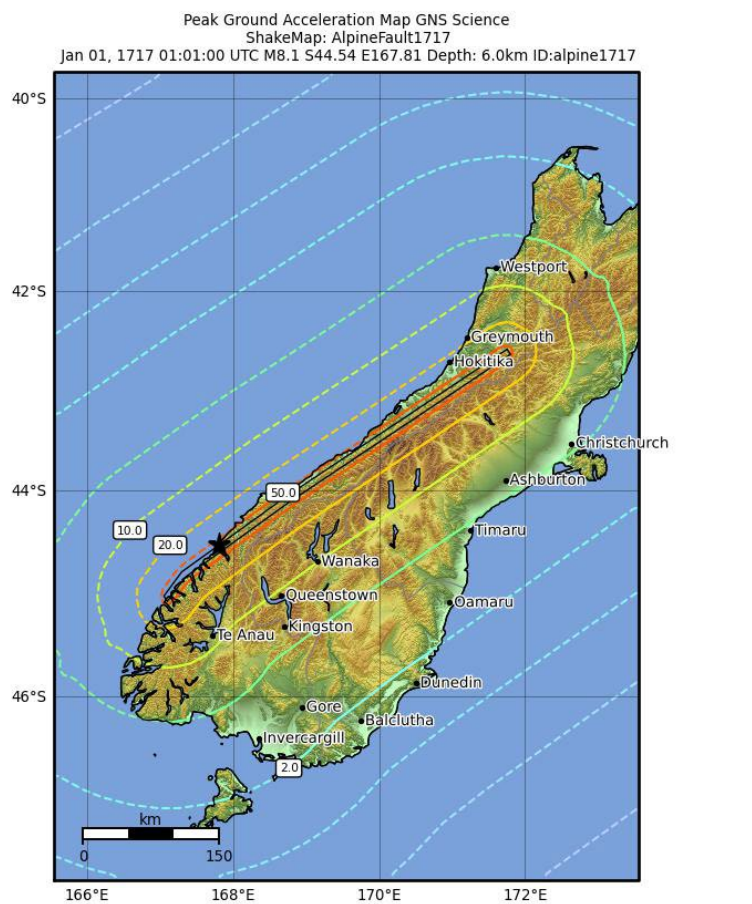 Peak Ground Acceleration Map GNS Science
ShakeMap: AlpineFault1717
Jan 01, 1717 01:01:00 UTC M8.1 S44.54 E167.81 Depth: 6.0km ID:alpine1717
40°S
Westport
42°S
Greymouth
Hokitika
Christchurch
Ashburton
44°S
50.0
10.0
Timaru
20.0
Wanaka
Queenstown
Oamaru
Kingston
Te Anau
Dunedin
46°S
Gore
Balclutha
Invercargill
2.0
km
0 150
166°E 168°E 170°E 172°E